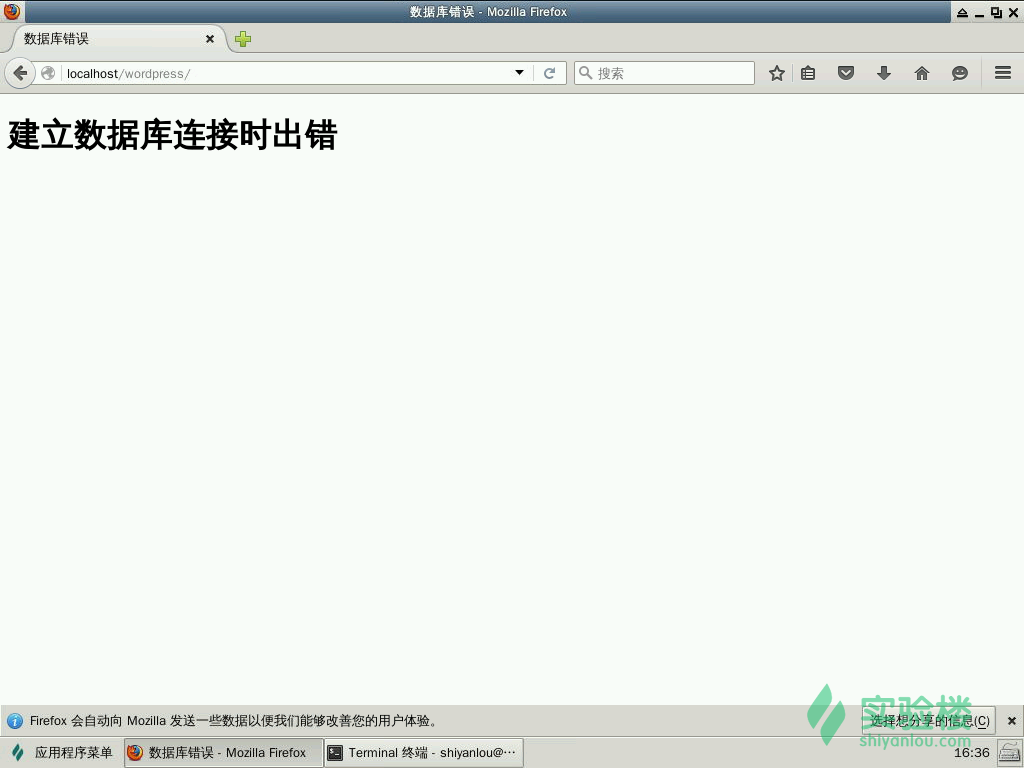 数据库错误 - Mozilla Firefox
数据库错误
localhost/wordpress/
搜索
建立数据库连接时出错
Firefox 会自动向 Mozilla 发送一些数据以便我们能够改善您的用户体验。
选择想分享的信息(C)
实验楼
shiyanlou.com
应用程序菜单
数据库错误 - Mozilla Firefox
Terminal 终端 - shiyanlou@···
16:36